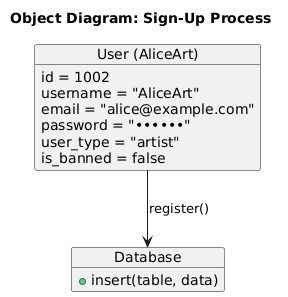 Object Diagram: Sign-Up Process
User (AliceArt)
id = 1002
username = "AliceArt"
email = "alice@example.com"
password = "••••••"
user_type = "artist"
is_banned = false
register()
Database
insert(table, data)